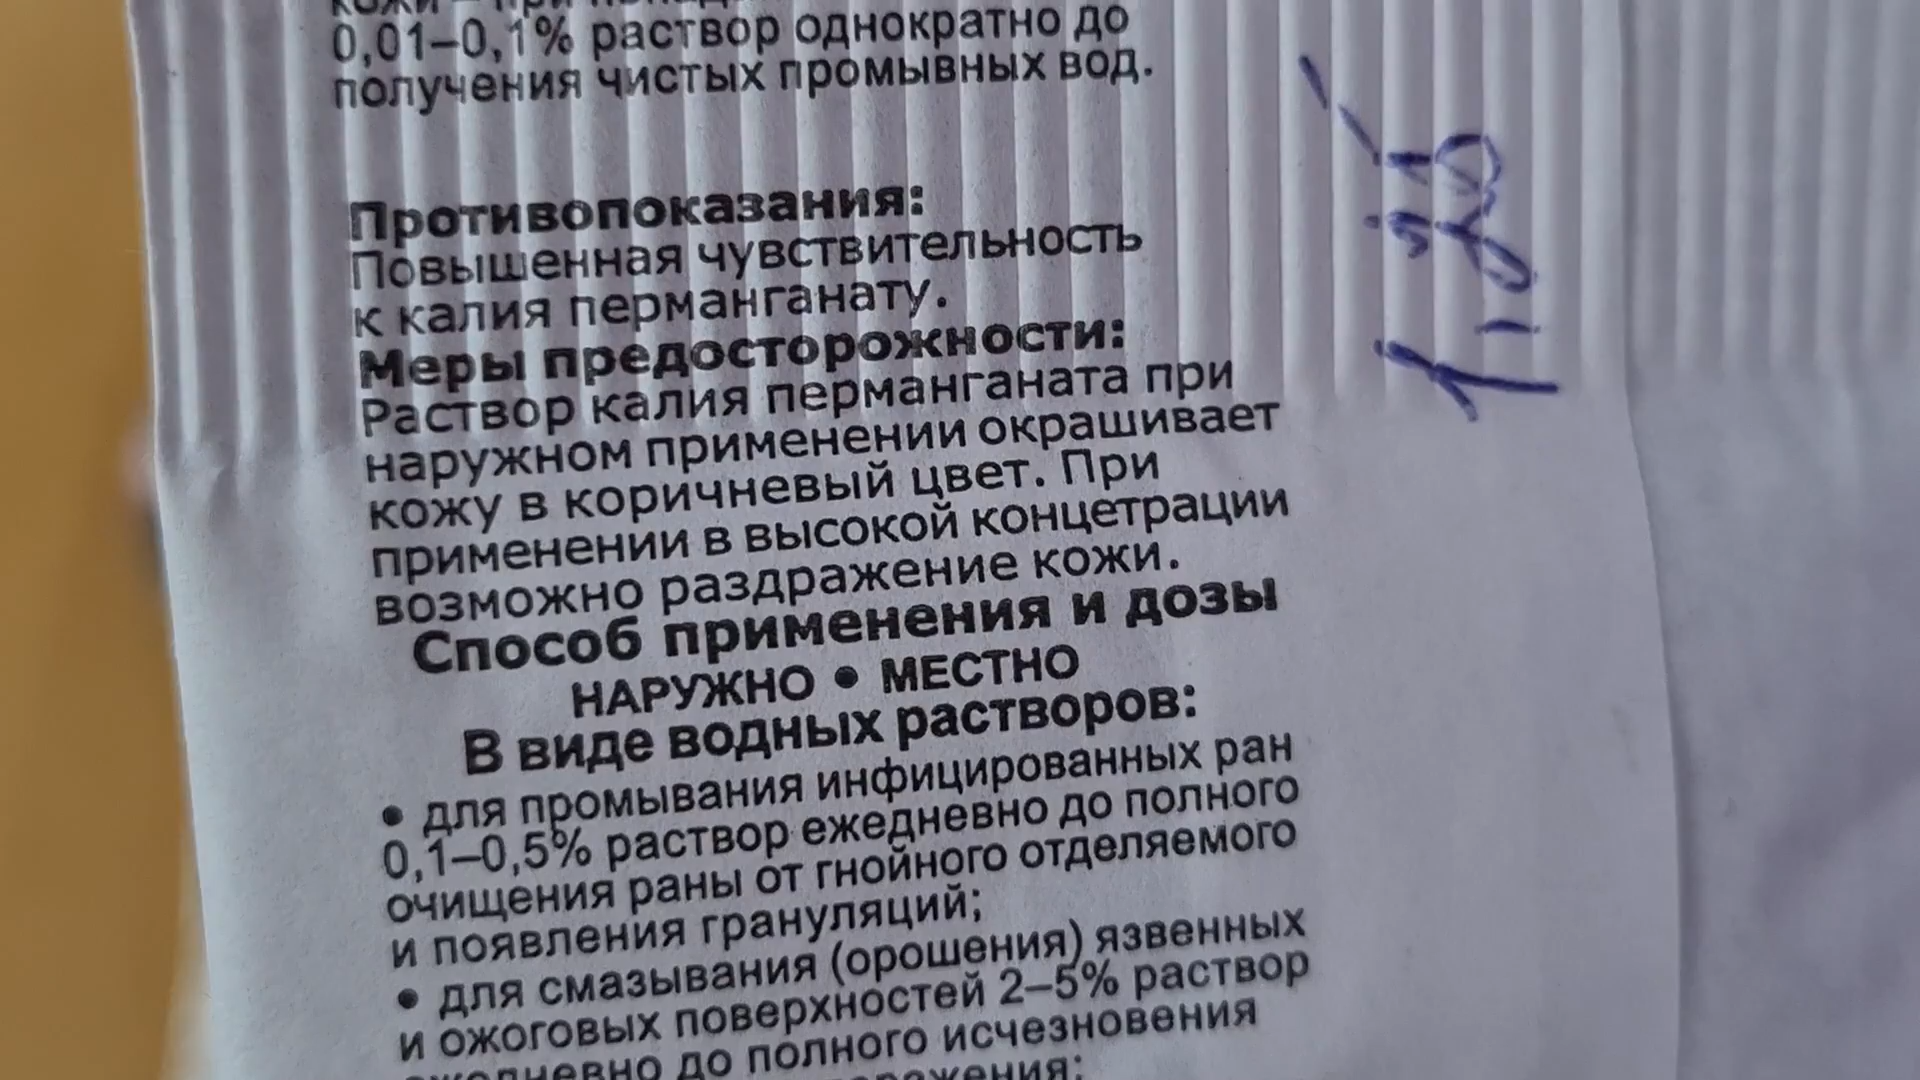 0,01–0,1% раствор однократно до
получения чистых промывных вод.
Противопоказания:
Повышенная чувствительность
к калия перманганату.
Меры предосторожности:
Раствор калия перманганата при
наружном применении окрашивает
кожу в коричневый цвет. При
применении в высокой концетрации
возможно раздражение кожи.
Способ применения и дозы
НАРУЖНО • МЕСТНО
В виде водных растворов:
• для промывания инфицированных ран
0,1–0,5% раствор ежедневно до полного
очищения раны от гнойного отделяемого
и появления грануляций;
• для смазывания (орошения) язвенных
и ожоговых поверхностей 2–5% раствор
ежедневно до полного исчезновения